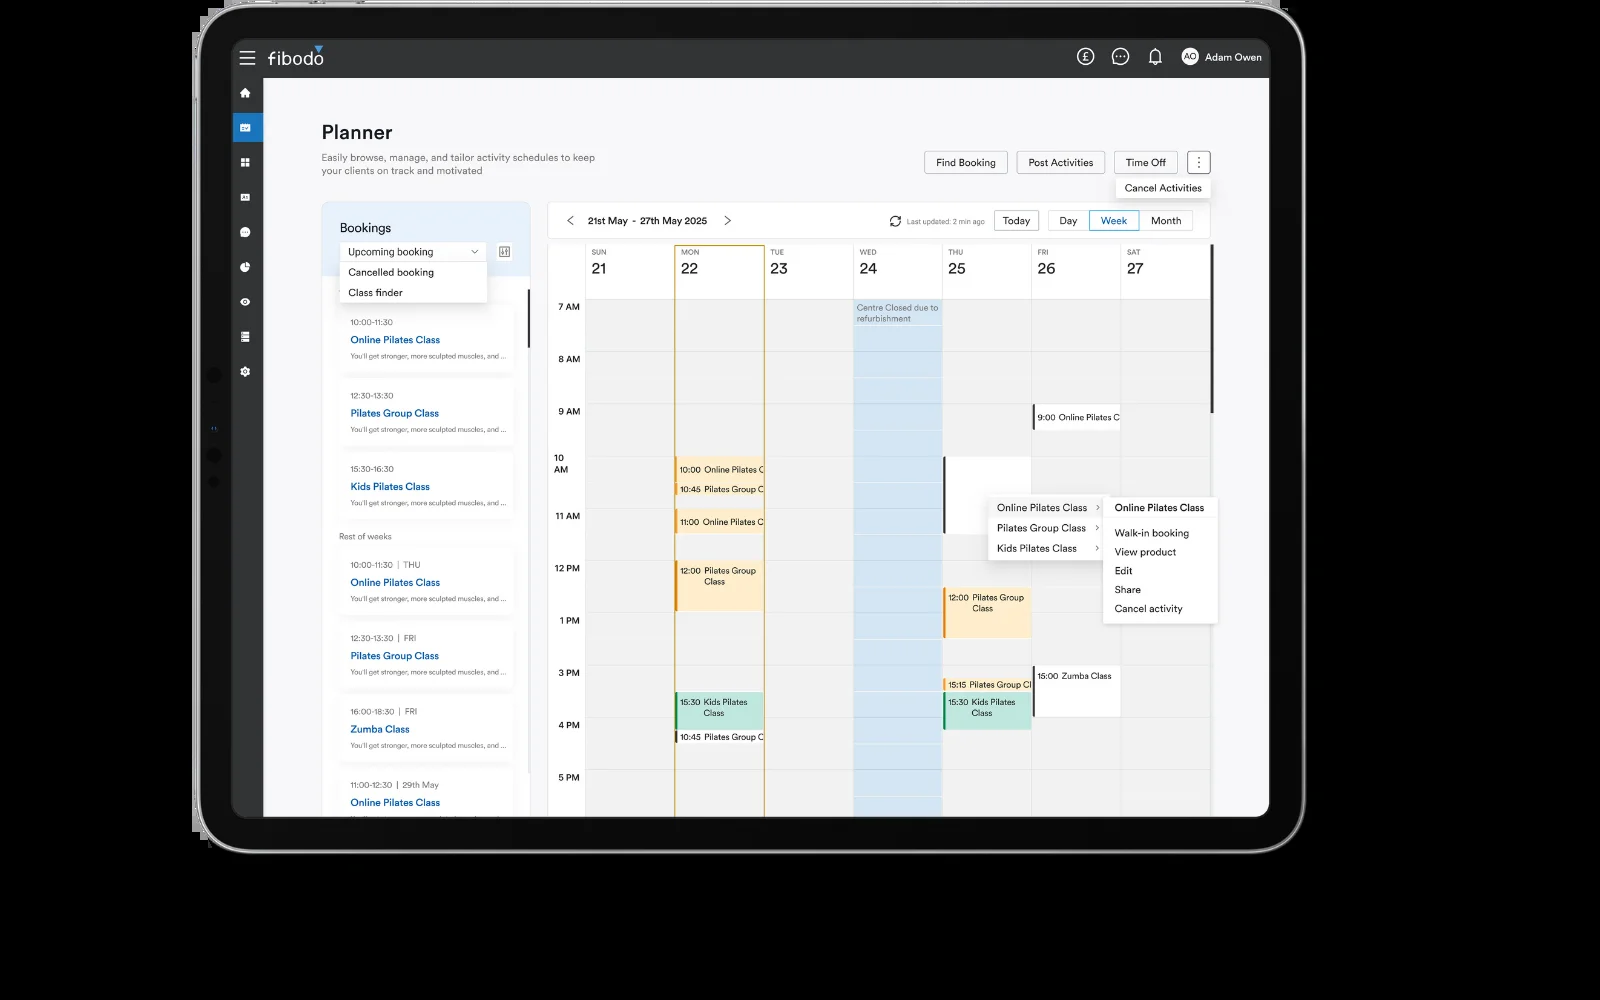 fibodo
£
AO Adam Owen
Planner
Easily browse, manage, and tailor activity schedules to keep
your clients on track and motivated
Find Booking
Post Activities
Time Off
Cancel Activities
Bookings
Upcoming booking
Cancelled booking
Class finder
10:00-11:30
Online Pilates Class
You'll get stronger, more sculpted muscles, and ...
12:30-13:30
Pilates Group Class
You'll get stronger, more sculpted muscles, and ...
15:30-16:30
Kids Pilates Class
You'll get stronger, more sculpted muscles, and ...
Rest of weeks
10:00-11:30 | THU
Online Pilates Class
You'll get stronger, more sculpted muscles, and ...
12:30-13:30 | FRI
Pilates Group Class
You'll get stronger, more sculpted muscles, and ...
16:00-18:30 | FRI
Zumba Class
You'll get stronger, more sculpted muscles, and ...
11:00-12:30 | 29th May
Online Pilates Class
21st May - 27th May 2025
Last updated: 2 min ago
Today
Day
Week
Month
SUN
21
MON
22
TUE
23
WED
24
THU
25
FRI
26
SAT
27
7 AM
8 AM
9 AM
10
AM
11 AM
12 PM
1 PM
3 PM
4 PM
5 PM
10:00 Online Pilates C
10:45 Pilates Group C
11:00 Online Pilates C
12:00 Pilates Group
Class
15:30 Kids Pilates
Class
10:45 Pilates Group C
Centre Closed due to
refurbishment
12:00 Pilates Group
Class
15:15 Pilates Group Cl
15:30 Kids Pilates
Class
9:00 Online Pilates C
15:00 Zumba Class
Online Pilates Class
Pilates Group Class
Kids Pilates Class
Online Pilates Class
Walk-in booking
View product
Edit
Share
Cancel activity